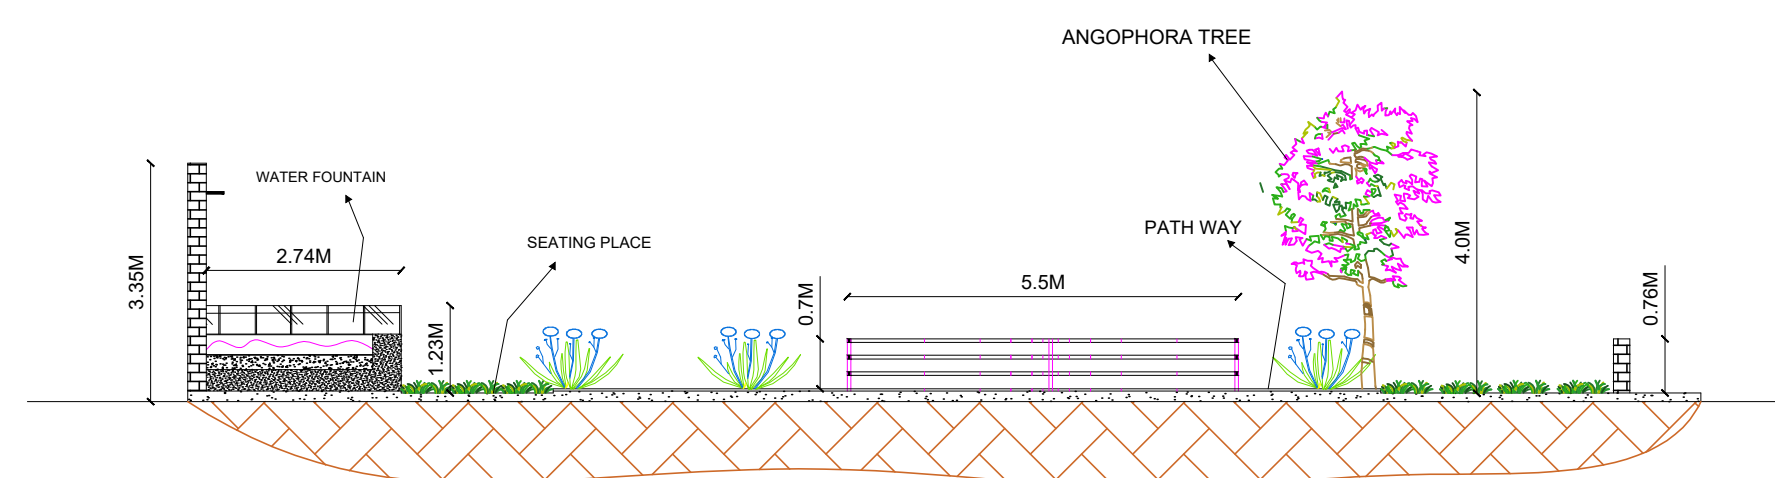 ANGOPHORA TREE
WATER FOUNTAIN
SEATING PLACE
PATH WAY
3.35M
2.74M
1.23M
0.7M
5.5M
4.0M
0.76M